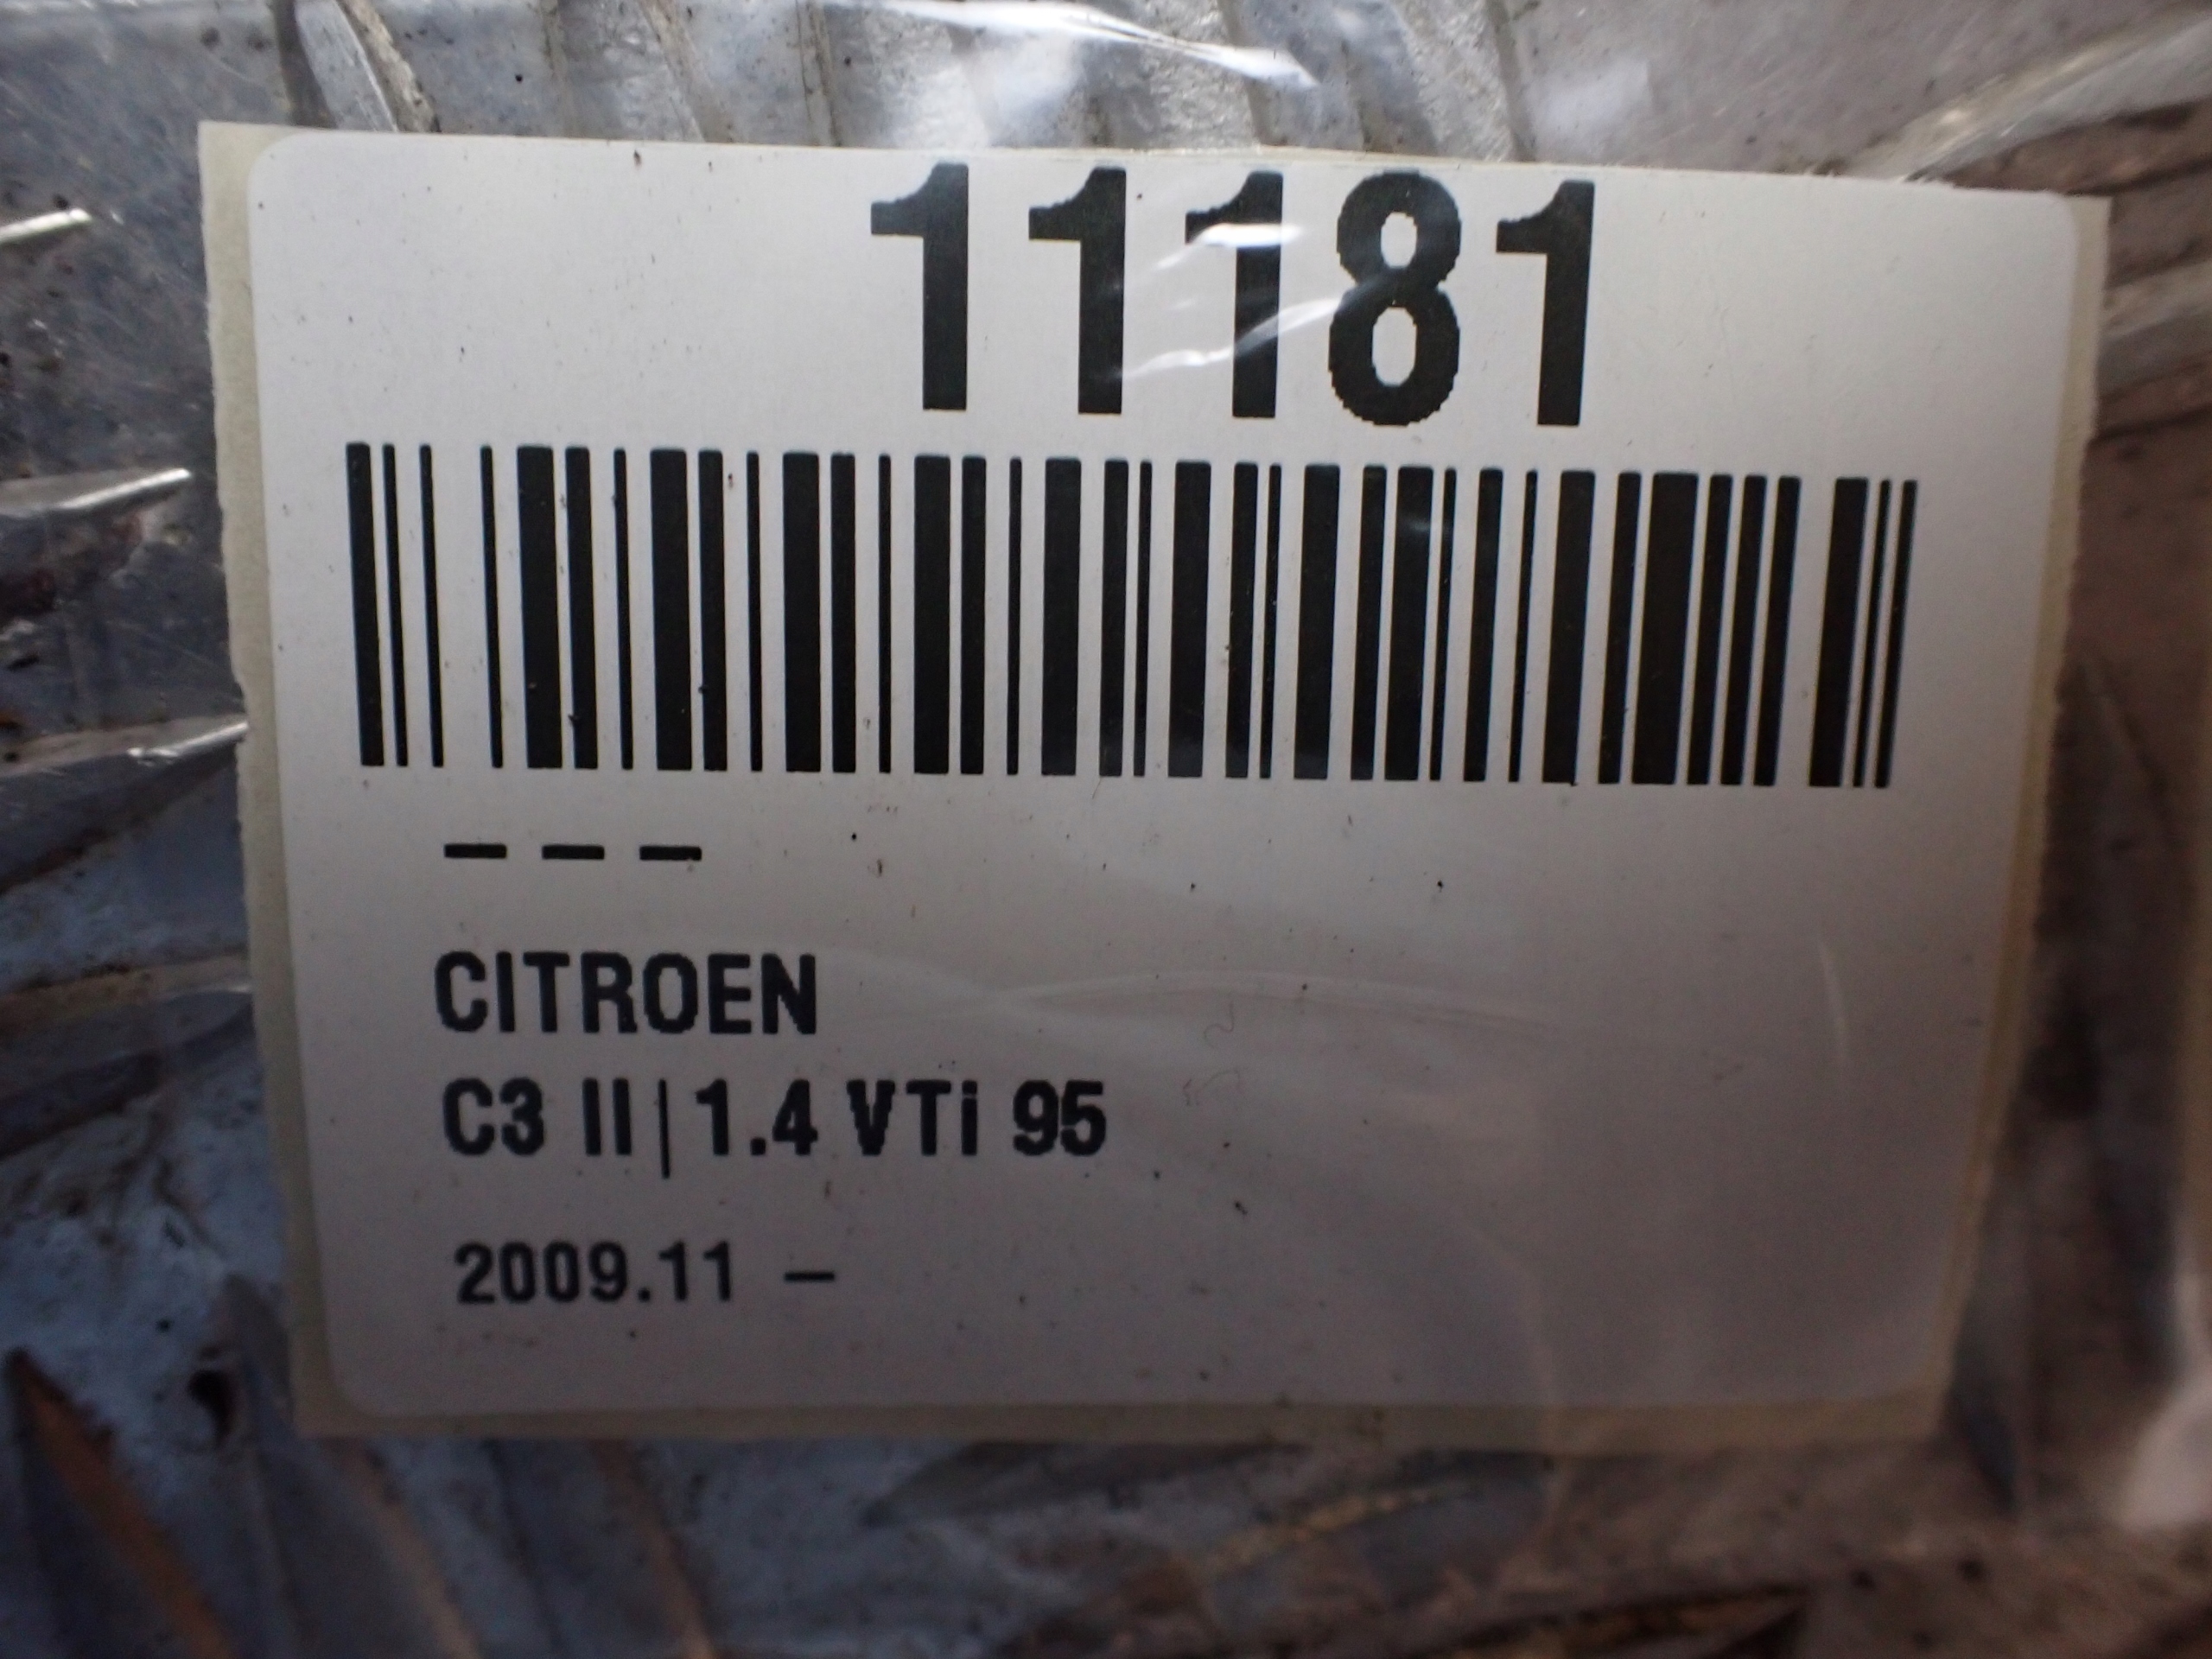 11181
– – –
CITROEN
C3 II|1.4 VTi 95
2009.11 –